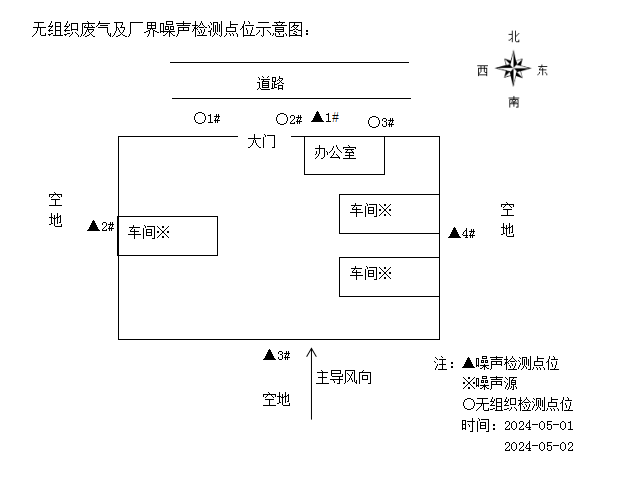 无组织废气及厂界噪声检测点位示意图：
北
西
东
南
道路
○1#
○2#
▲1#
○3#
大门
办公室
空地
▲2#
车间※
车间※
空地
▲4#
车间※
▲3#
主导风向
空地
注：▲噪声检测点位
※噪声源
○无组织检测点位
时间：2024-05-01
2024-05-02